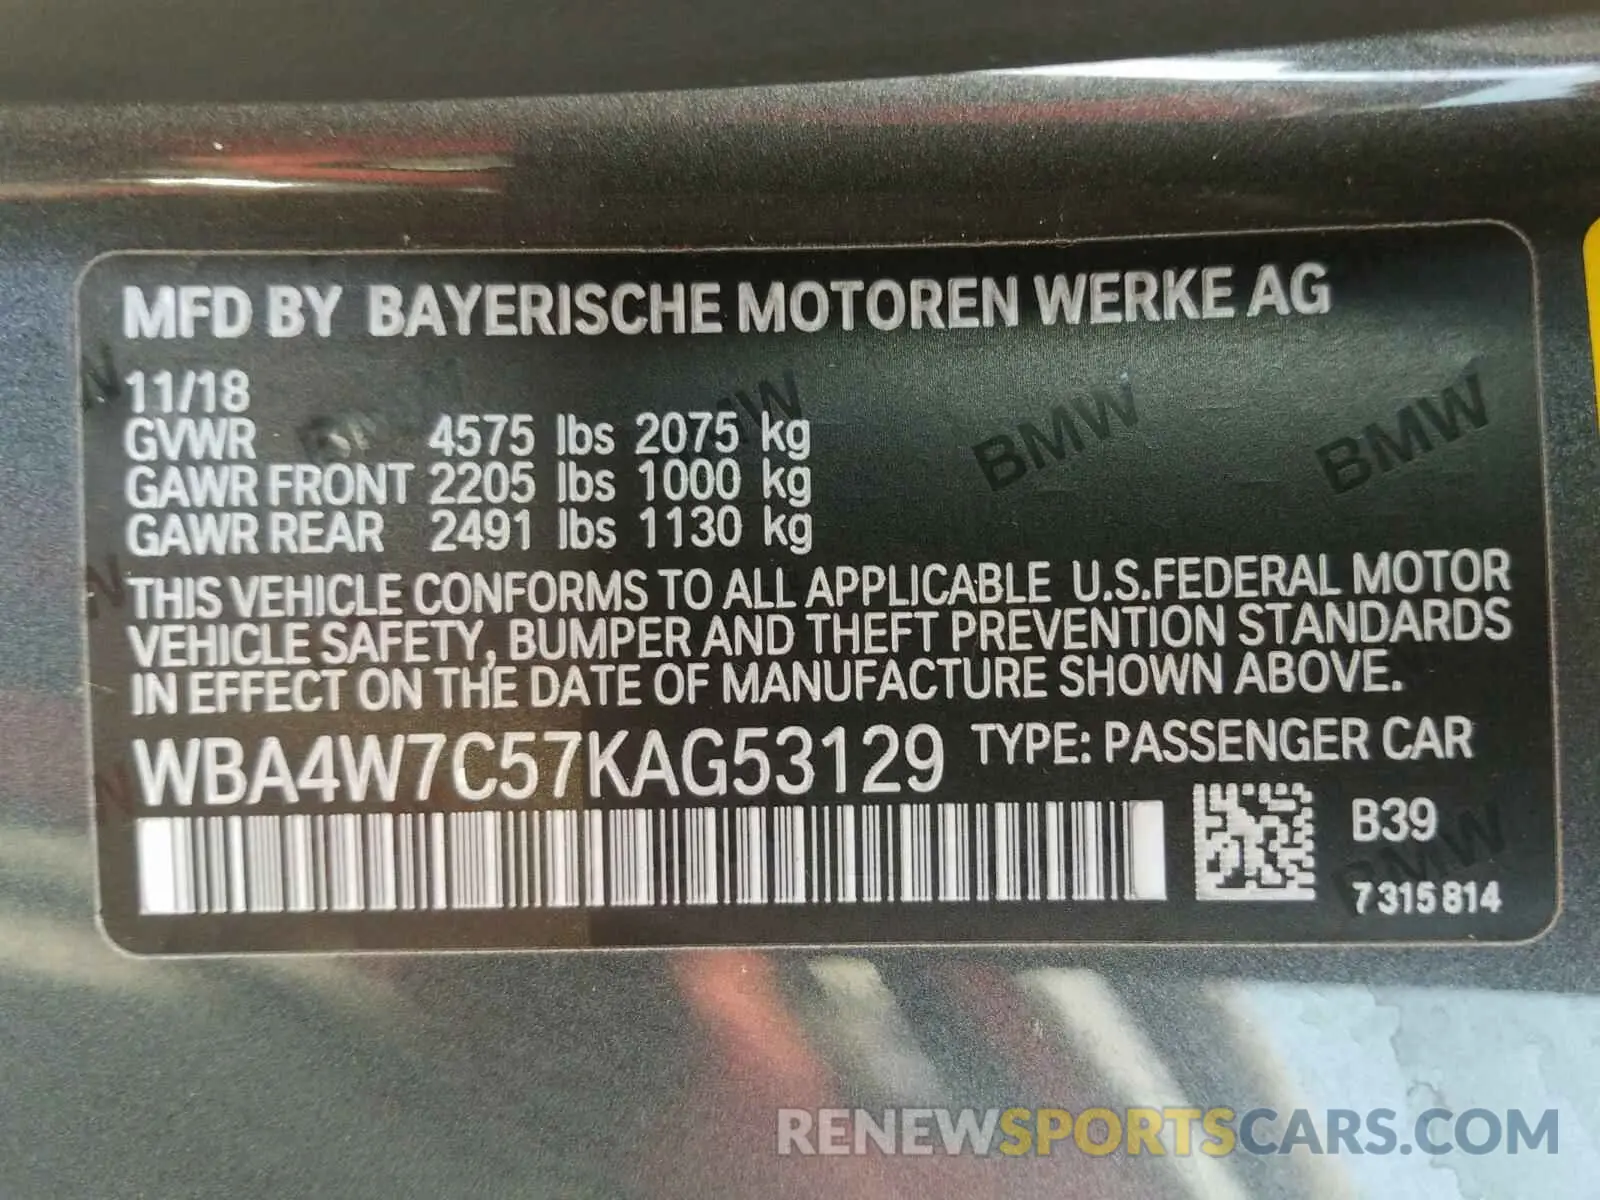 MFD BY BAYERISCHE MOTOREN WERKE AG
11/18
GVWR 4575 lbs 2075 kg
GAWR FRONT 2205 lbs 1000 kg
GAWR REAR 2491 lbs 1130 kg
BMW BMW BMW
THIS VEHICLE CONFORMS TO ALL APPLICABLE U.S.FEDERAL MOTOR
VEHICLE SAFETY, BUMPER AND THEFT PREVENTION STANDARDS
IN EFFECT ON THE DATE OF MANUFACTURE SHOWN ABOVE.
WBA4W7C57KAG53129 TYPE: PASSENGER CAR
B39
BMW
7 315 814
RENEWSPORTSCARS.COM